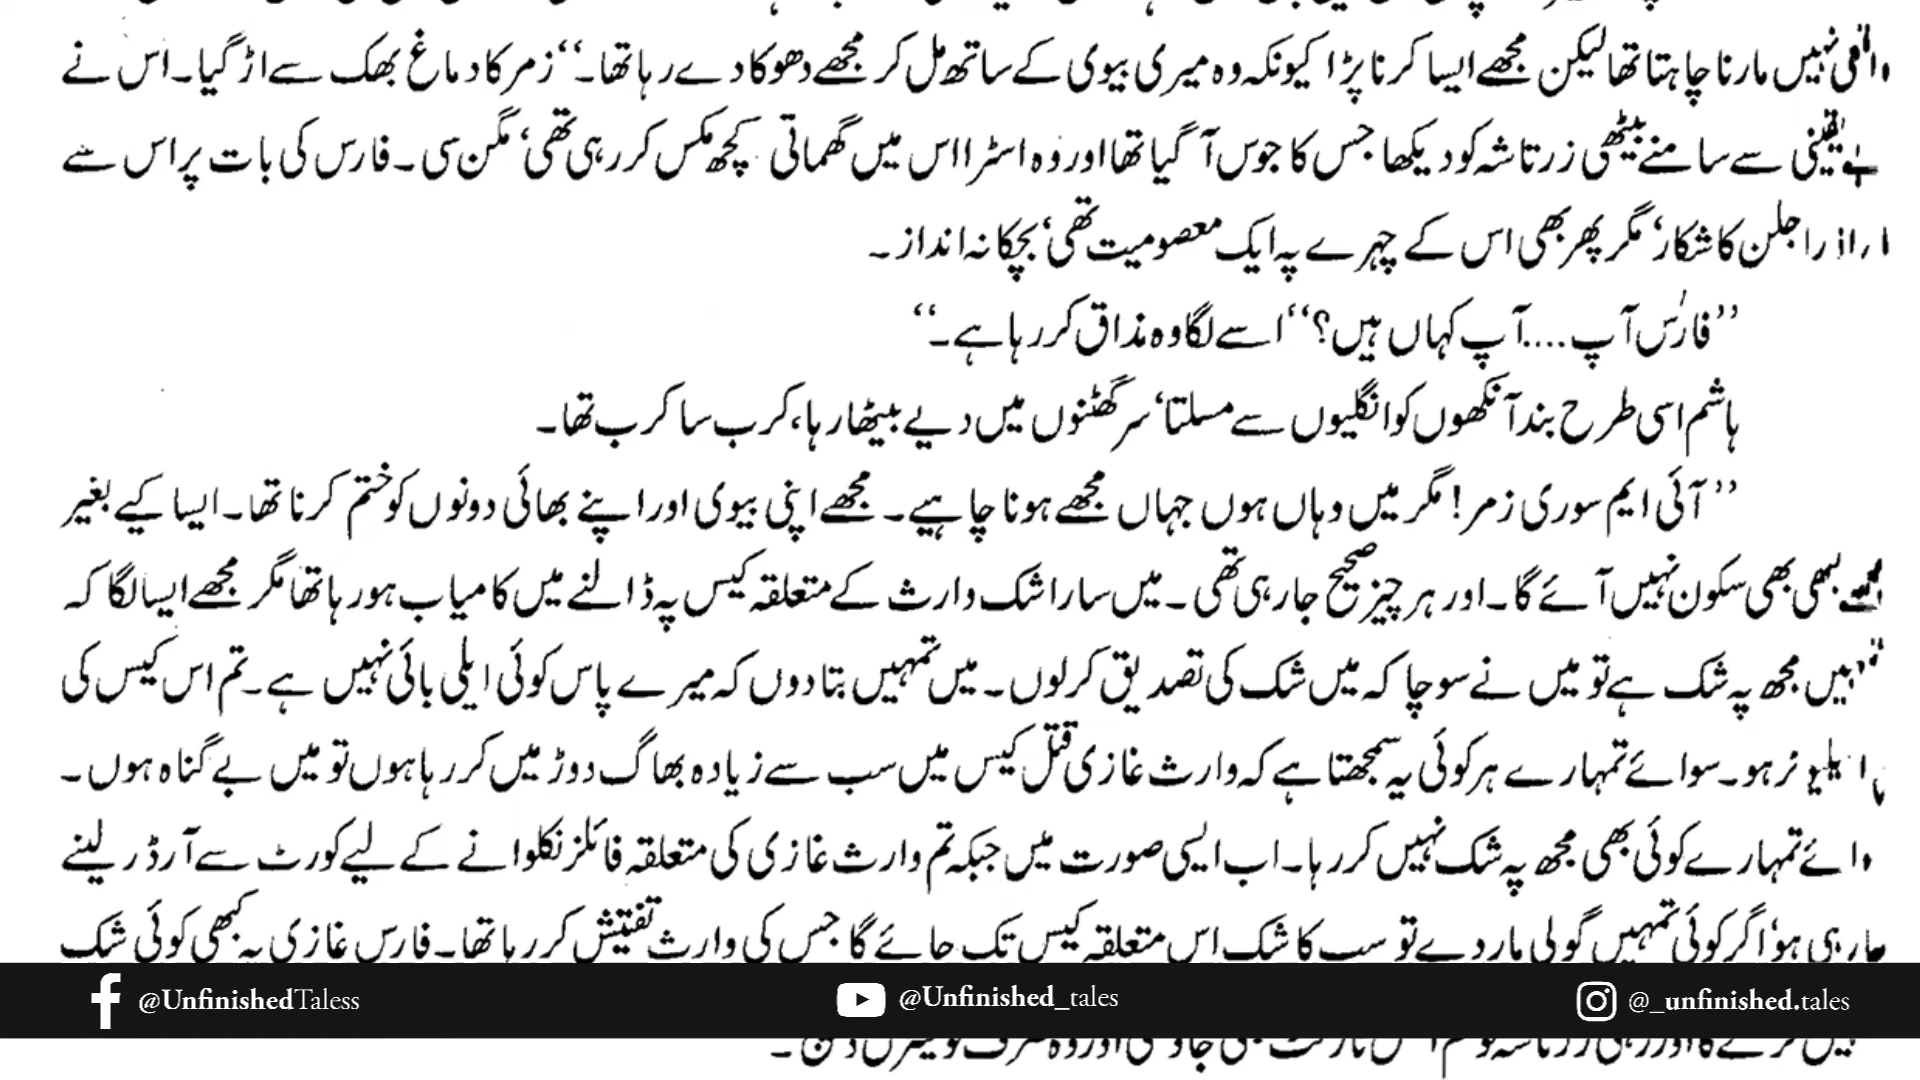 نہیں مارنا چاہتا تھا لیکن مجھے ایسا کرنا پڑا کیونکہ وہ میری بیوی کے ساتھ مل کر مجھے دھوکا دے رہا تھا۔‘‘ زمر کا دماغ بھک سے اڑ گیا۔ اس نے
بے یقینی سے سامنے بیٹھی زرتاشہ کو دیکھا جس کا جوس آ گیا تھا اور وہ اسٹرا اس میں گھماتی کچھ مکس کر رہی تھی‘ مگن سی۔ فارس کی بات پر اس سے
ذرا جلن کا شکار‘ مگر پھر بھی اس کے چہرے پہ ایک معصومیت تھی‘ بچکانہ انداز۔
’’فارس آپ.... آپ کہاں ہیں؟‘‘ اسے لگا وہ مذاق کر رہا ہے۔‘‘
ہاشم اسی طرح بند آنکھوں کو انگلیوں سے مسلتا‘ سر گھٹنوں میں دیے بیٹھا رہا، کرب سا کرب تھا۔
’’آئی ایم سوری زمر! مگر میں وہاں ہوں جہاں مجھے ہونا چاہیے۔ مجھے اپنی بیوی اور اپنے بھائی دونوں کو ختم کرنا تھا۔ ایسا کیے بغیر
بھی سکون نہیں آئے گا۔ اور ہر چیز صحیح جا رہی تھی۔ میں سارا شک وارث کے متعلقہ کیس پہ ڈالنے میں کامیاب ہو رہا تھا مگر مجھے ایسا لگا کہ
مجھ پہ شک ہے تو میں نے سوچا کہ میں شک کی تصدیق کر لوں۔ میں تمہیں بتا دوں کہ میرے پاس کوئی ایلی بائی نہیں ہے۔ تم اس کیس کی
ہو۔ سوائے تمہارے ہر کوئی یہ سمجھتا ہے کہ وارث غازی قتل کیس میں سب سے زیادہ بھاگ دوڑ میں کر رہا ہوں تو میں بے گناہ ہوں۔
تمہارے کوئی بھی مجھ پہ شک نہیں کر رہا۔ اب ایسی صورت میں جبکہ تم وارث غازی کی متعلقہ فائلز نکلوانے کے لیے کورٹ سے آرڈر لینے
جا رہی ہو‘ اگر کوئی تمہیں گولی مار دے تو سب کا شک اس متعلقہ کیس تک جائے گا جس کی وارث تفتیش کر رہا تھا۔ فارس غازی پہ کبھی کوئی شک
@UnfinishedTaless @Unfinished_tales @_unfinished.tales